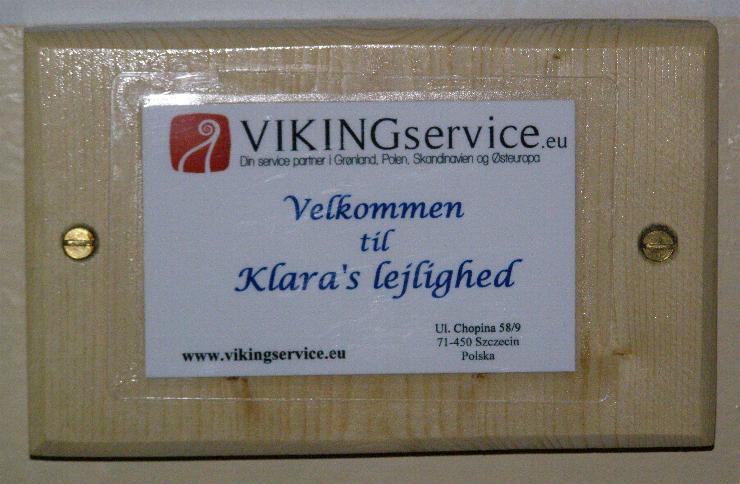 VIKINGservice.eu
Din service partner i Grønland, Polen, Skandinavien og Østeuropa
Velkommen
til
Klara's lejlighed
www.vikingservice.eu
Ul. Chopina 58/9
71-450 Szczecin
Polska